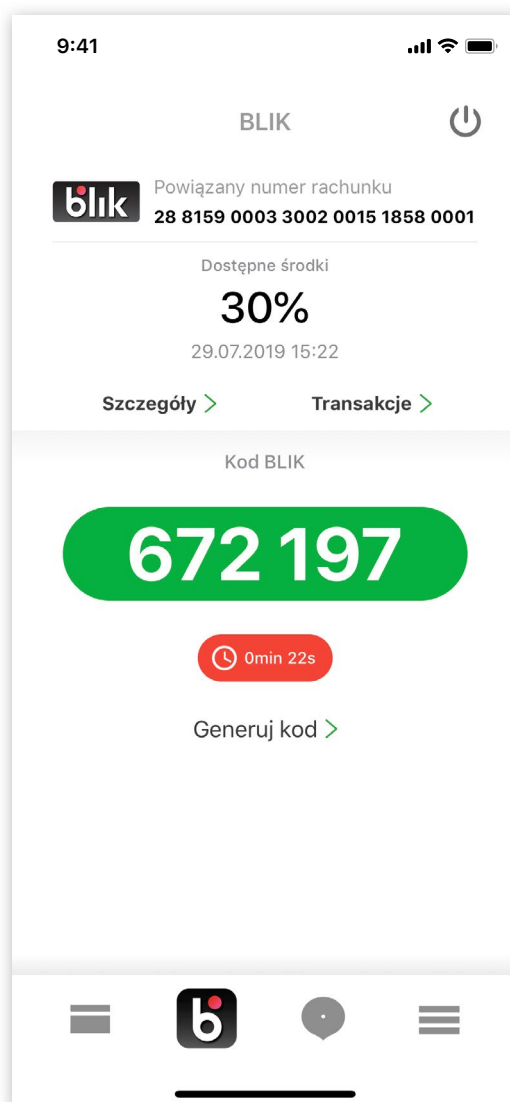 9:41
BLIK
blik
Powiązany numer rachunku
28 8159 0003 3002 0015 1858 0001
Dostępne środki
30%
29.07.2019 15:22
Szczegóły
Transakcje
Kod BLIK
672 197
0min 22s
Generuj kod
b